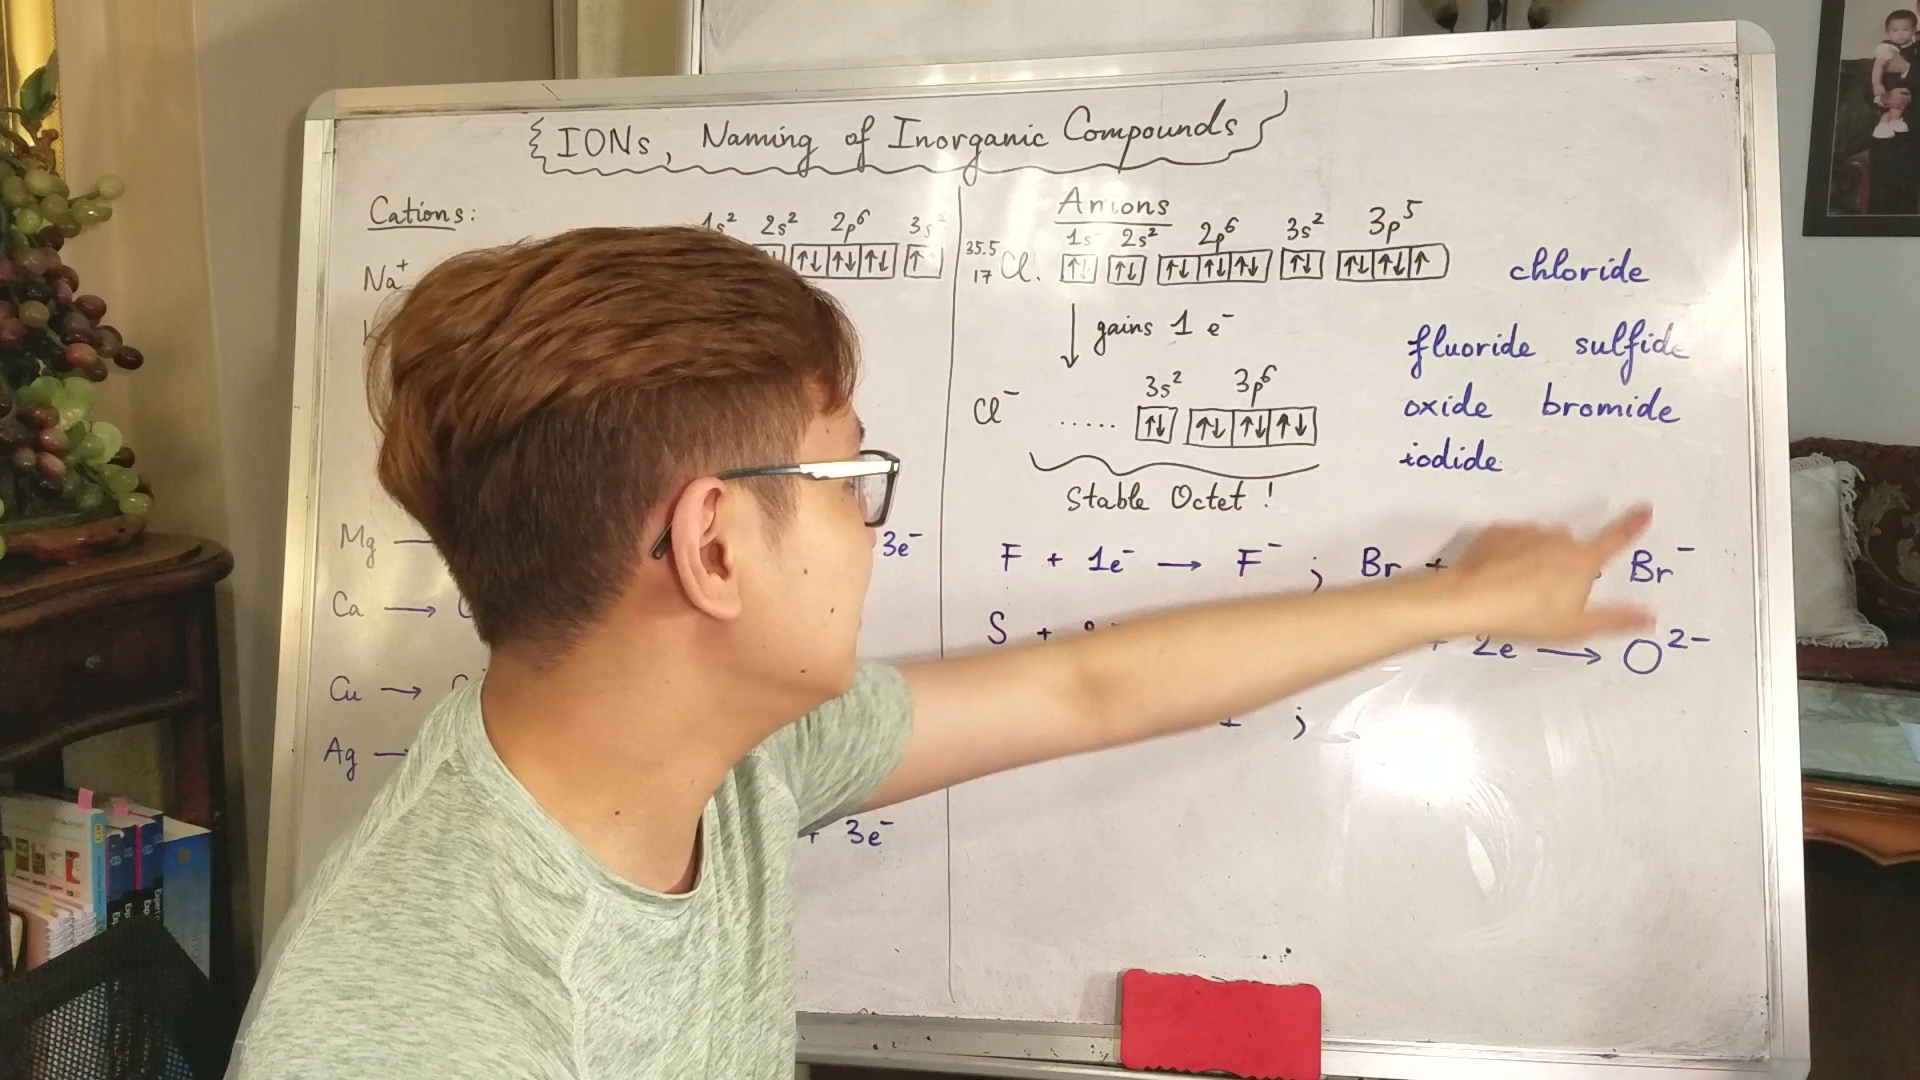 IONs, Naming of Inorganic Compounds
Cations:
1s² 2s² 2p⁶ 3s
Na⁺
Mg —
3e⁻
Ca →
Cu →
Ag —
+ 3e⁻
Anions
1s 2s² 2p⁶ 3s² 3p⁵
35.5
17 Cl. ↑↓ ↑↓ ↑↓ ↑↓ ↑↓ ↑↓ ↑↓ ↑↓ ↑
↓ gains 1 e⁻
3s² 3p⁶
Cl⁻ ..... ↑↓ ↑↓ ↑↓ ↑↓
Stable Octet !
chloride
fluoride sulfide
oxide bromide
iodide
F + 1e⁻ → F⁻ ; Br + Br⁻
S + + 2e → O²⁻
;